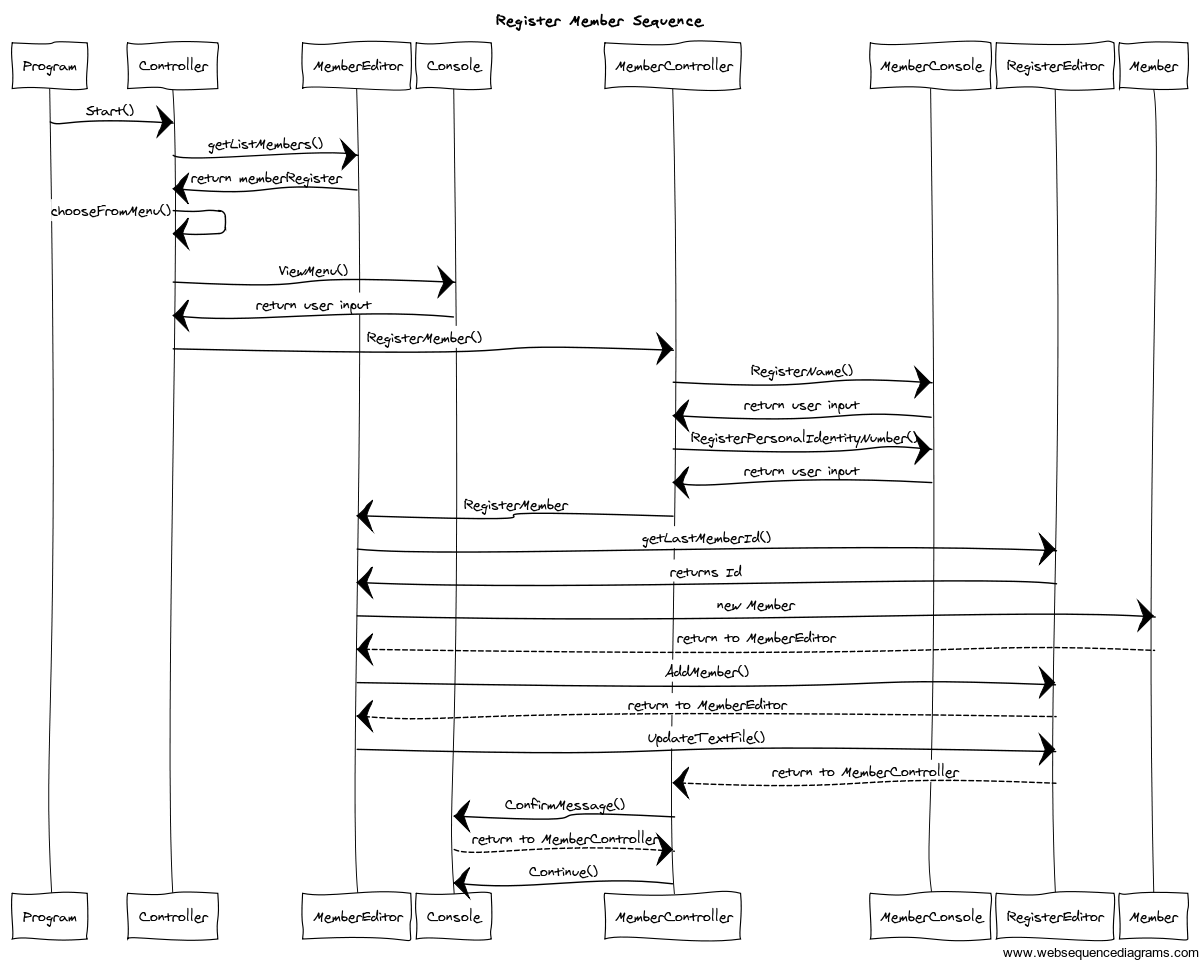 Register Member Sequence
Program Controller MemberEditor Console MemberController MemberConsole RegisterEditor Member
Start()
getListMembers()
return memberRegister
chooseFromMenu()
ViewMenu()
return user input
RegisterMember()
RegisterName()
return user input
RegisterPersonalIdentityNumber()
return user input
RegisterMember
getLastMemberId()
returns Id
new Member
return to MemberEditor
AddMember()
return to MemberEditor
UpdateTextFile()
return to MemberController
ConfirmMessage()
return to MemberController
Continue()
Program Controller MemberEditor Console MemberController MemberConsole RegisterEditor Member
www.websequencediagrams.com